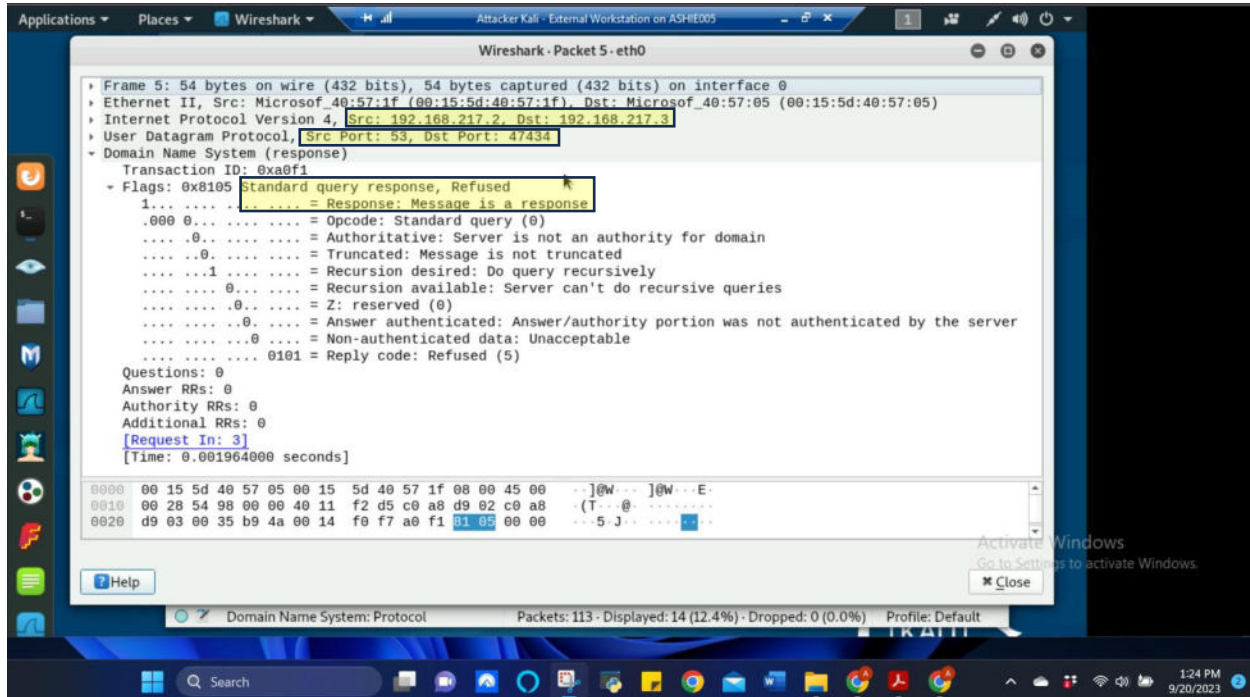 Applications ▾ Places ▾ Wireshark ▾ Attacker Kali - External Workstation on ASHIE005 1
Wireshark · Packet 5 · eth0
Frame 5: 54 bytes on wire (432 bits), 54 bytes captured (432 bits) on interface 0
Ethernet II, Src: Microsof_40:57:1f (00:15:5d:40:57:1f), Dst: Microsof_40:57:05 (00:15:5d:40:57:05)
Internet Protocol Version 4, Src: 192.168.217.2, Dst: 192.168.217.3
User Datagram Protocol, Src Port: 53, Dst Port: 47434
Domain Name System (response)
Transaction ID: 0xa0f1
Flags: 0x8105 Standard query response, Refused
1... .... .... .... = Response: Message is a response
.000 0... .... .... = Opcode: Standard query (0)
.... .0.. .... .... = Authoritative: Server is not an authority for domain
.... ..0. .... .... = Truncated: Message is not truncated
.... ...1 .... .... = Recursion desired: Do query recursively
.... .... 0... .... = Recursion available: Server can't do recursive queries
.... .... .0.. .... = Z: reserved (0)
.... .... ..0. .... = Answer authenticated: Answer/authority portion was not authenticated by the server
.... .... ...0 .... = Non-authenticated data: Unacceptable
.... .... .... 0101 = Reply code: Refused (5)
Questions: 0
Answer RRs: 0
Authority RRs: 0
Additional RRs: 0
[Request In: 3]
[Time: 0.001964000 seconds]
0000 00 15 5d 40 57 05 00 15 5d 40 57 1f 08 00 45 00 ··]@W··· ]@W···E·
0010 00 28 54 98 00 00 40 11 f2 d5 c0 a8 d9 02 c0 a8 ·(T···@· ········
0020 d9 03 00 35 b9 4a 00 14 f0 f7 a0 f1 81 05 00 00 ···5·J·· ········
Activate Windows
Go to Settings to activate Windows.
Help
Close
Domain Name System: Protocol Packets: 113 · Displayed: 14 (12.4%) · Dropped: 0 (0.0%) Profile: Default
Search
1:24 PM
9/20/2023
2